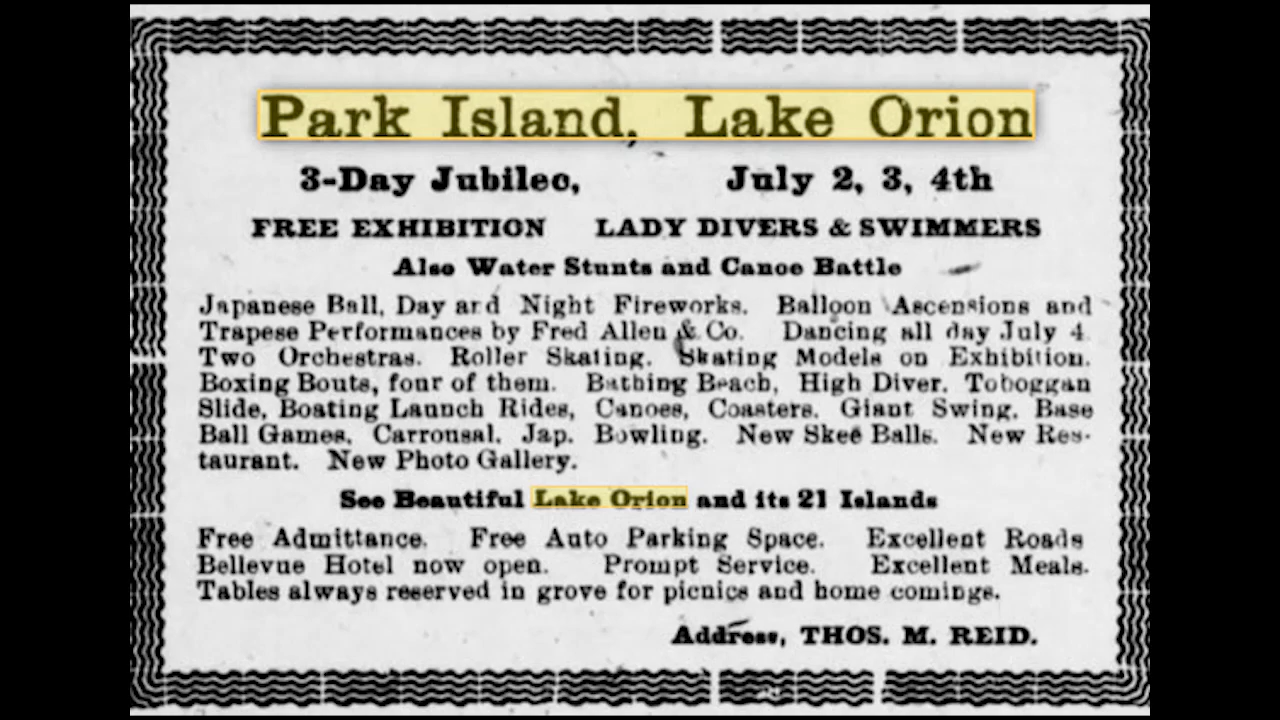 Park Island, Lake Orion
3-Day Jubilee, July 2, 3, 4th
FREE EXHIBITION LADY DIVERS & SWIMMERS
Also Water Stunts and Canoe Battle
Japanese Ball, Day and Night Fireworks. Balloon Ascensions and
Trapese Performances by Fred Allen & Co. Dancing all day July 4
Two Orchestras. Roller Skating. Skating Models on Exhibition.
Boxing Bouts, four of them. Bathing Beach, High Diver. Toboggan
Slide, Boating Launch Rides, Canoes, Coasters. Giant Swing. Base
Ball Games. Carrousal. Jap. Bowling. New Skee Balls. New Res-
taurant. New Photo Gallery.
See Beautiful Lake Orion and its 21 Islands
Free Admittance. Free Auto Parking Space. Excellent Roads
Bellevue Hotel now open. Prompt Service. Excellent Meals.
Tables always reserved in grove for picnics and home comings.
Address, THOS. M. REID.